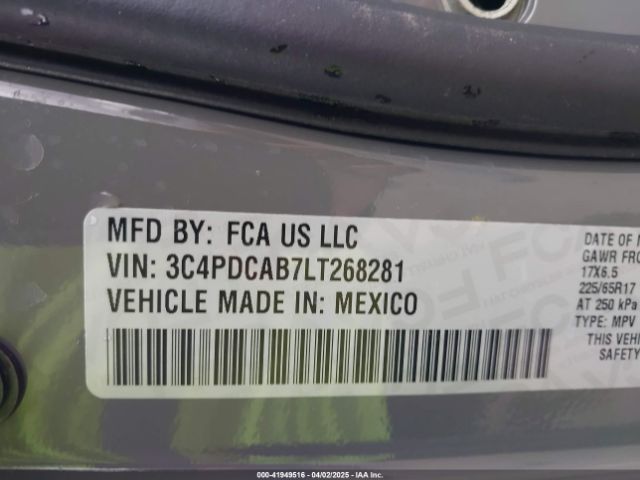 MFD BY: FCA US LLC
VIN: 3C4PDCAB7LT268281
VEHICLE MADE IN: MEXICO
DATE OF
GAWR FRO
17X6.5
225/65R17
AT 250 kPa
TYPE: MPV
THIS VEHI
SAFETY
000-41949516 - 04/02/2025 - IAA Inc.